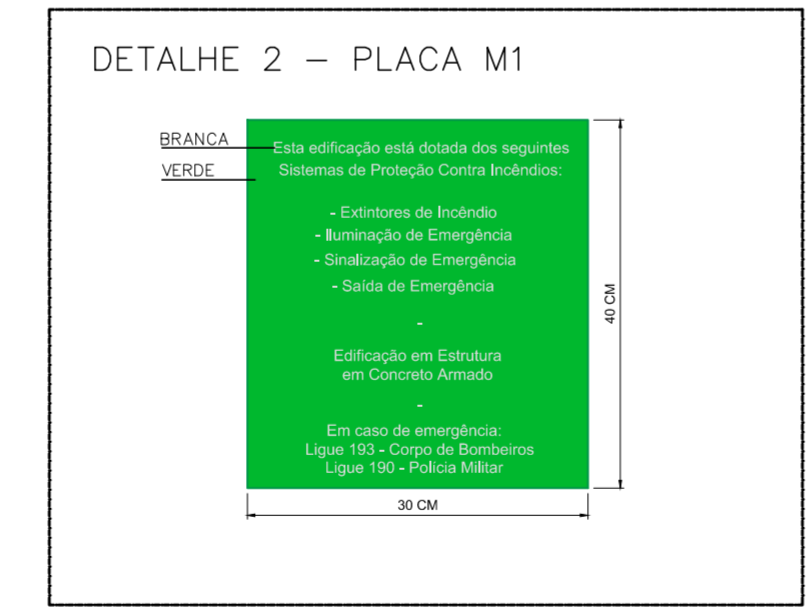 DETALHE 2 – PLACA M1
BRANCA
VERDE
Esta edificação está dotada dos seguintes
Sistemas de Proteção Contra Incêndios:
- Extintores de Incêndio
- Iluminação de Emergência
- Sinalização de Emergência
- Saída de Emergência
-
Edificação em Estrutura
em Concreto Armado
-
Em caso de emergência:
Ligue 193 - Corpo de Bombeiros
Ligue 190 - Polícia Militar
40 CM
30 CM